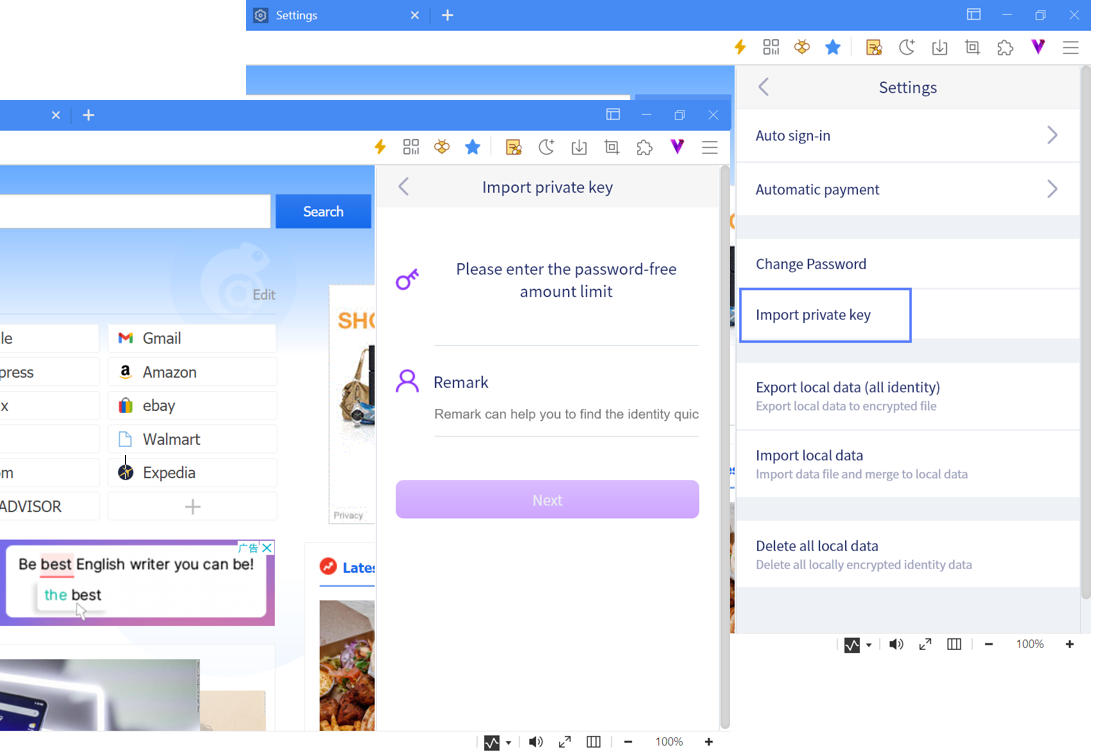 Settings
Settings
Auto sign-in
Automatic payment
Change Password
Import private key
Export local data (all identity)
Export local data to encrypted file
Import local data
Import data file and merge to local data
Delete all local data
Delete all locally encrypted identity data
100%
Import private key
Please enter the password-free
amount limit
Remark
Remark can help you to find the identity quic
Next
Search
Edit
le
Gmail
press
a Amazon
x
ebay
Walmart
om
Expedia
ADVISOR
SHO
Privacy
广告
Be best English writer you can be!
the best
Lates
100%